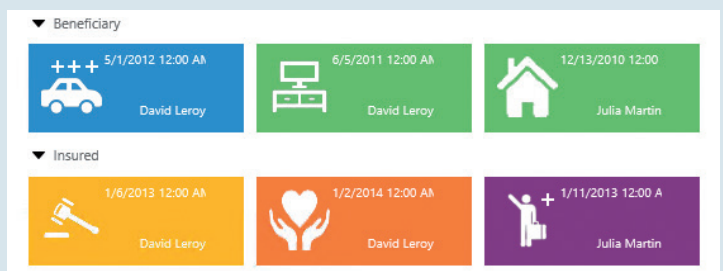 Beneficiary
5/1/2012 12:00 AM
David Leroy
6/5/2011 12:00 AM
David Leroy
12/13/2010 12:00
Julia Martin
Insured
1/6/2013 12:00 AM
David Leroy
1/2/2014 12:00 AM
David Leroy
1/11/2013 12:00 A
Julia Martin